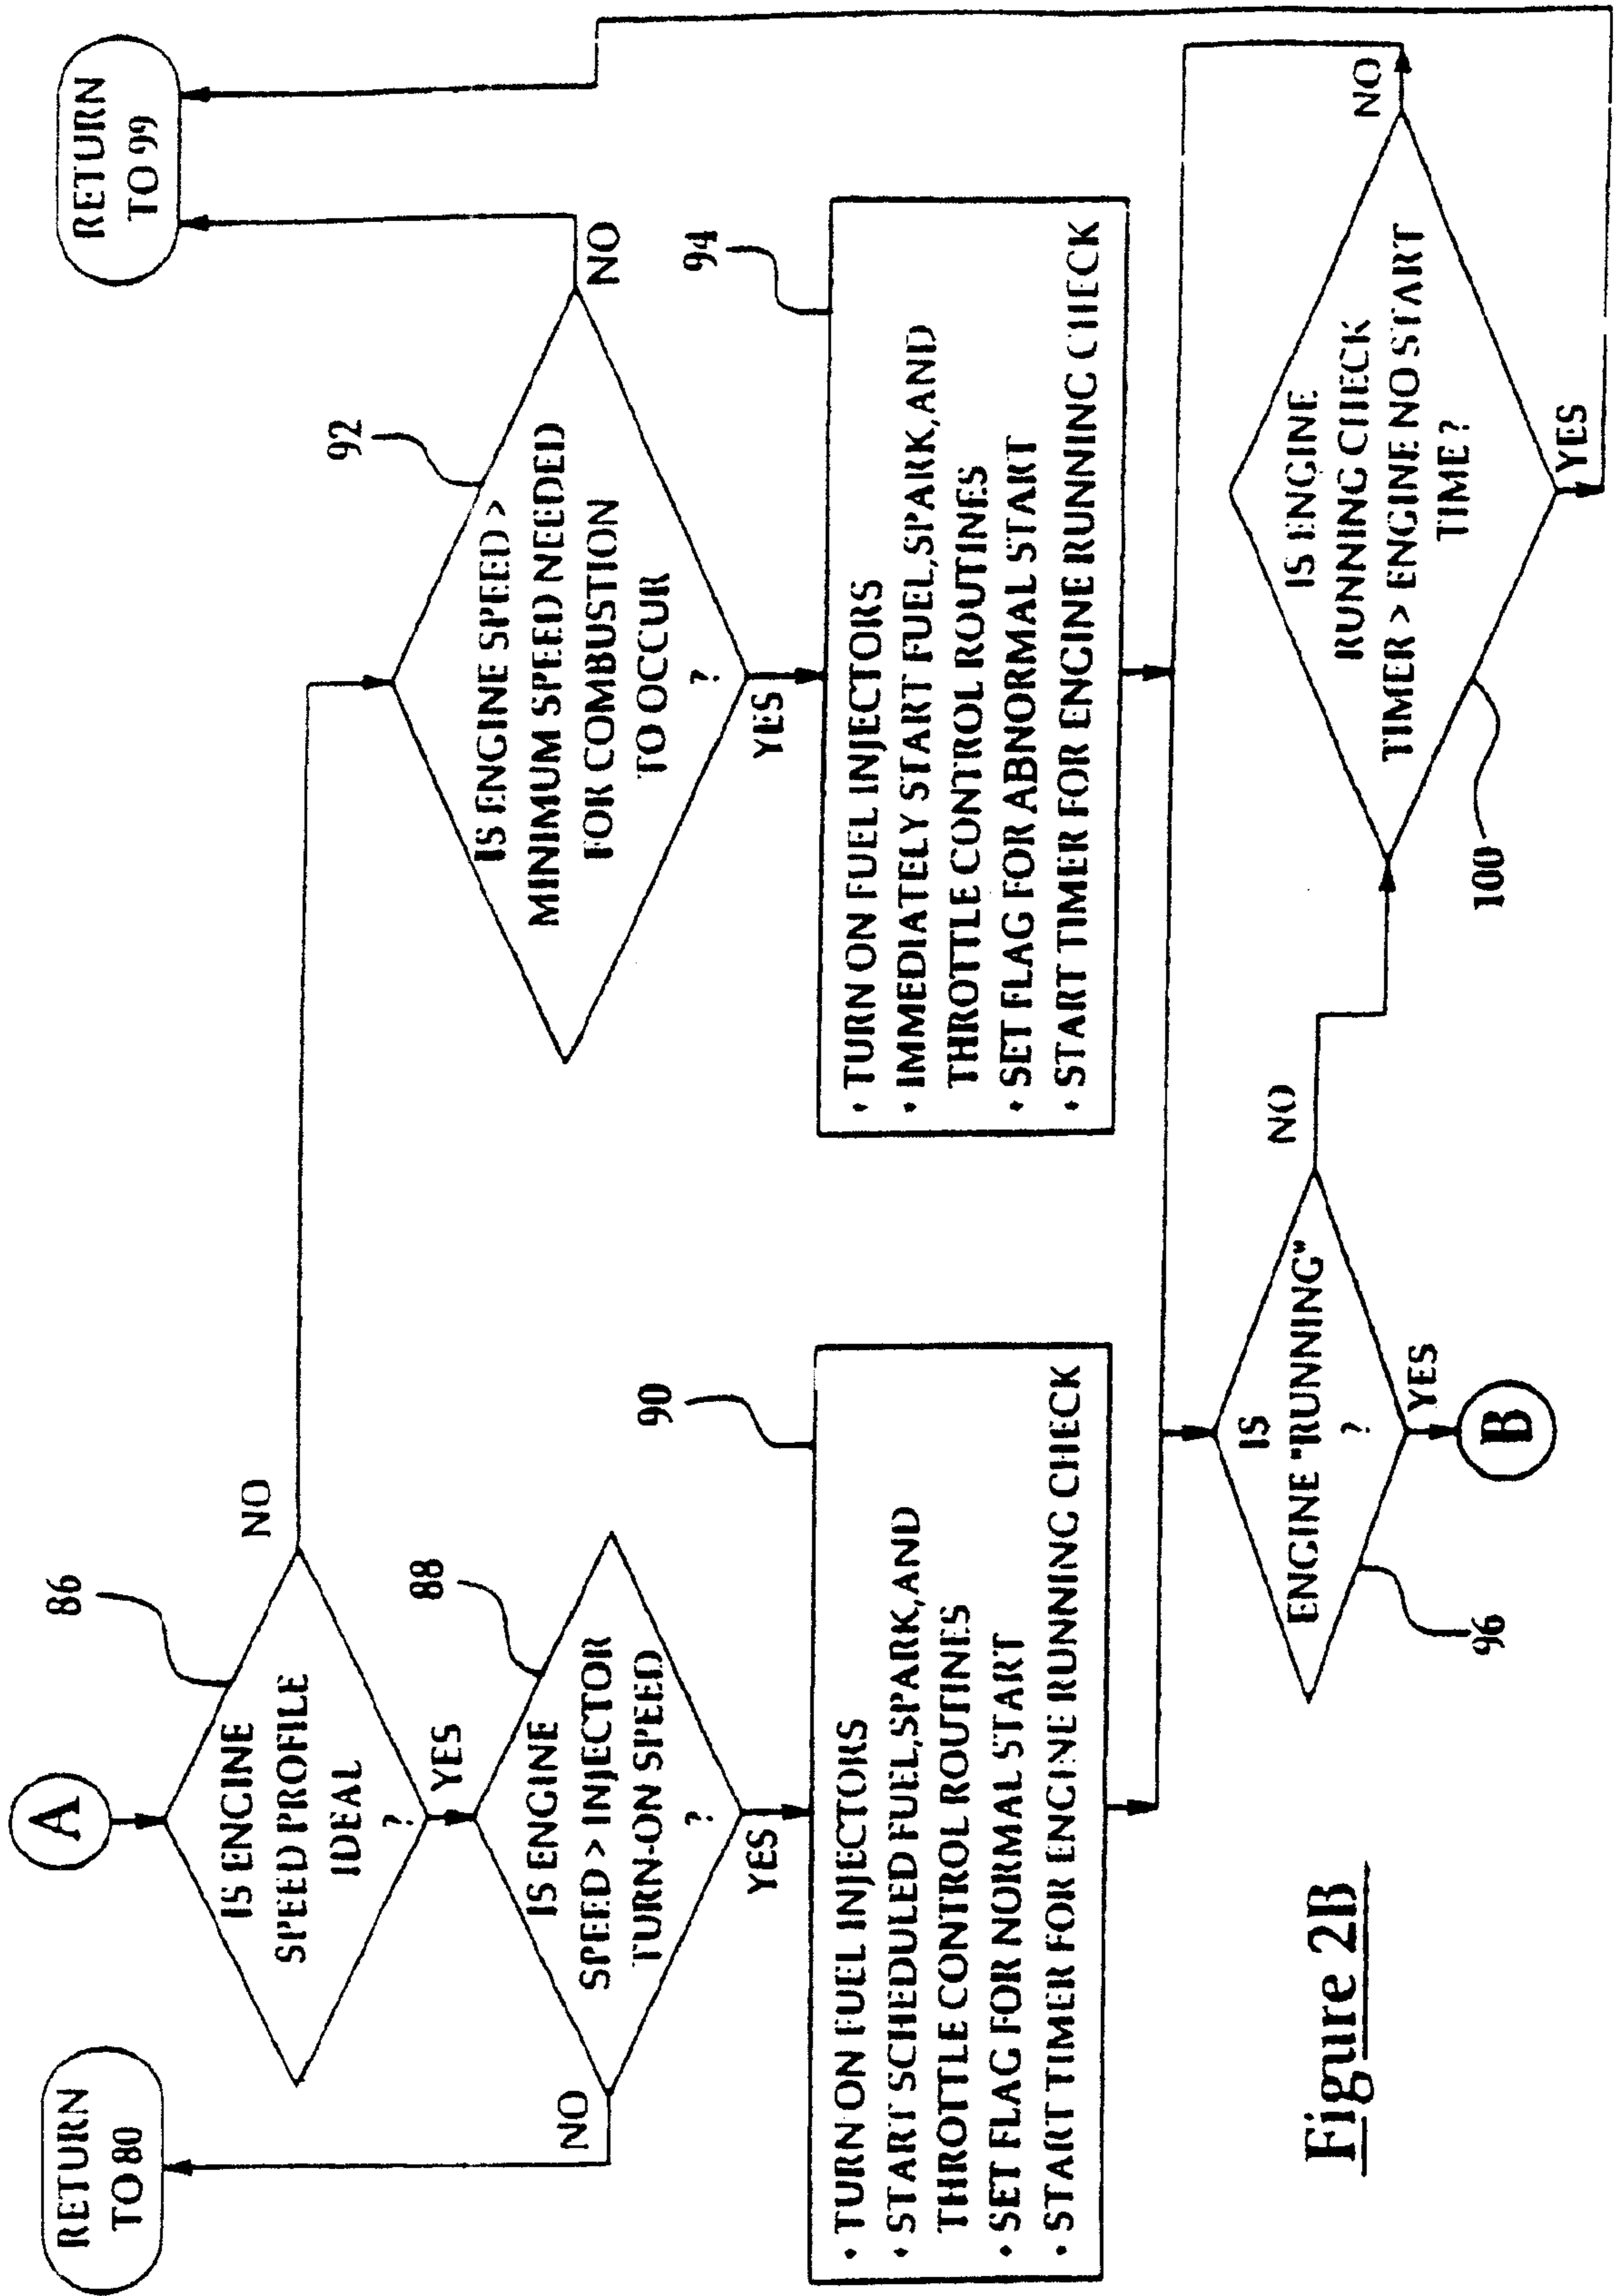 RETURN
TO 80
A
86
IS ENGINE
SPEED PROFILE
IDEAL
?
NO
YES
88
IS ENGINE
SPEED > INJECTOR
TURN-ON SPEED
?
NO
YES
90
• TURN ON FUEL INJECTORS
• START SCHEDULED FUEL,SPARK,AND
THROTTLE CONTROL ROUTINES
• SET FLAG FOR NORMAL START
• START TIMER FOR ENGINE RUNNING CHECK
RETURN
TO 99
92
IS ENGINE SPEED >
MINIMUM SPEED NEEDED
FOR COMBUSTION
TO OCCUR
?
NO
YES
94
• TURN ON FUEL INJECTORS
• IMMEDIATELY START FUEL,SPARK,AND
THROTTLE CONTROL ROUTINES
• SET FLAG FOR ABNORMAL START
• START TIMER FOR ENGINE RUNNING CHECK
IS
ENGINE "RUNNING"
?
NO
YES
96
B
IS ENGINE
RUNNING CHECK
TIMER > ENGINE NO START
TIME?
NO
YES
100
Figure 2B